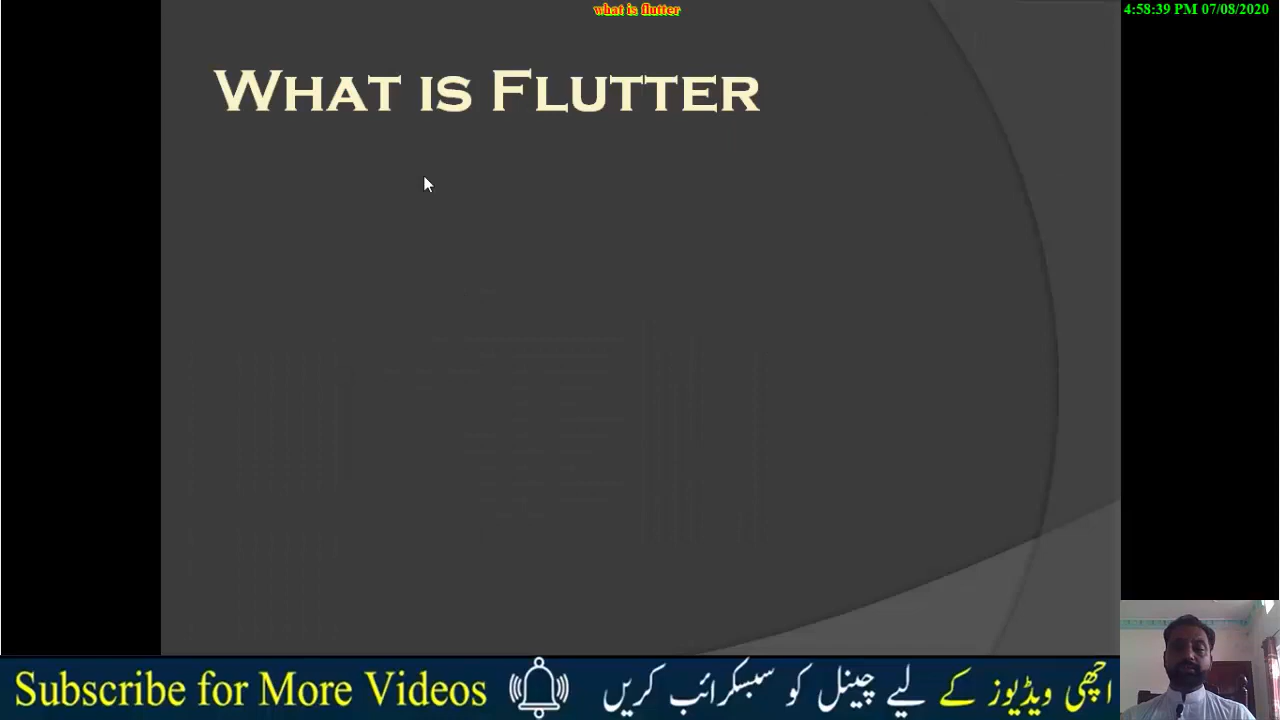 what is flutter
4:58:39 PM 07/08/2020
WHAT IS FLUTTER
Subscribe for More Videos
اچھی ویڈیوز کے لیے چینل کو سبسکرائب کریں